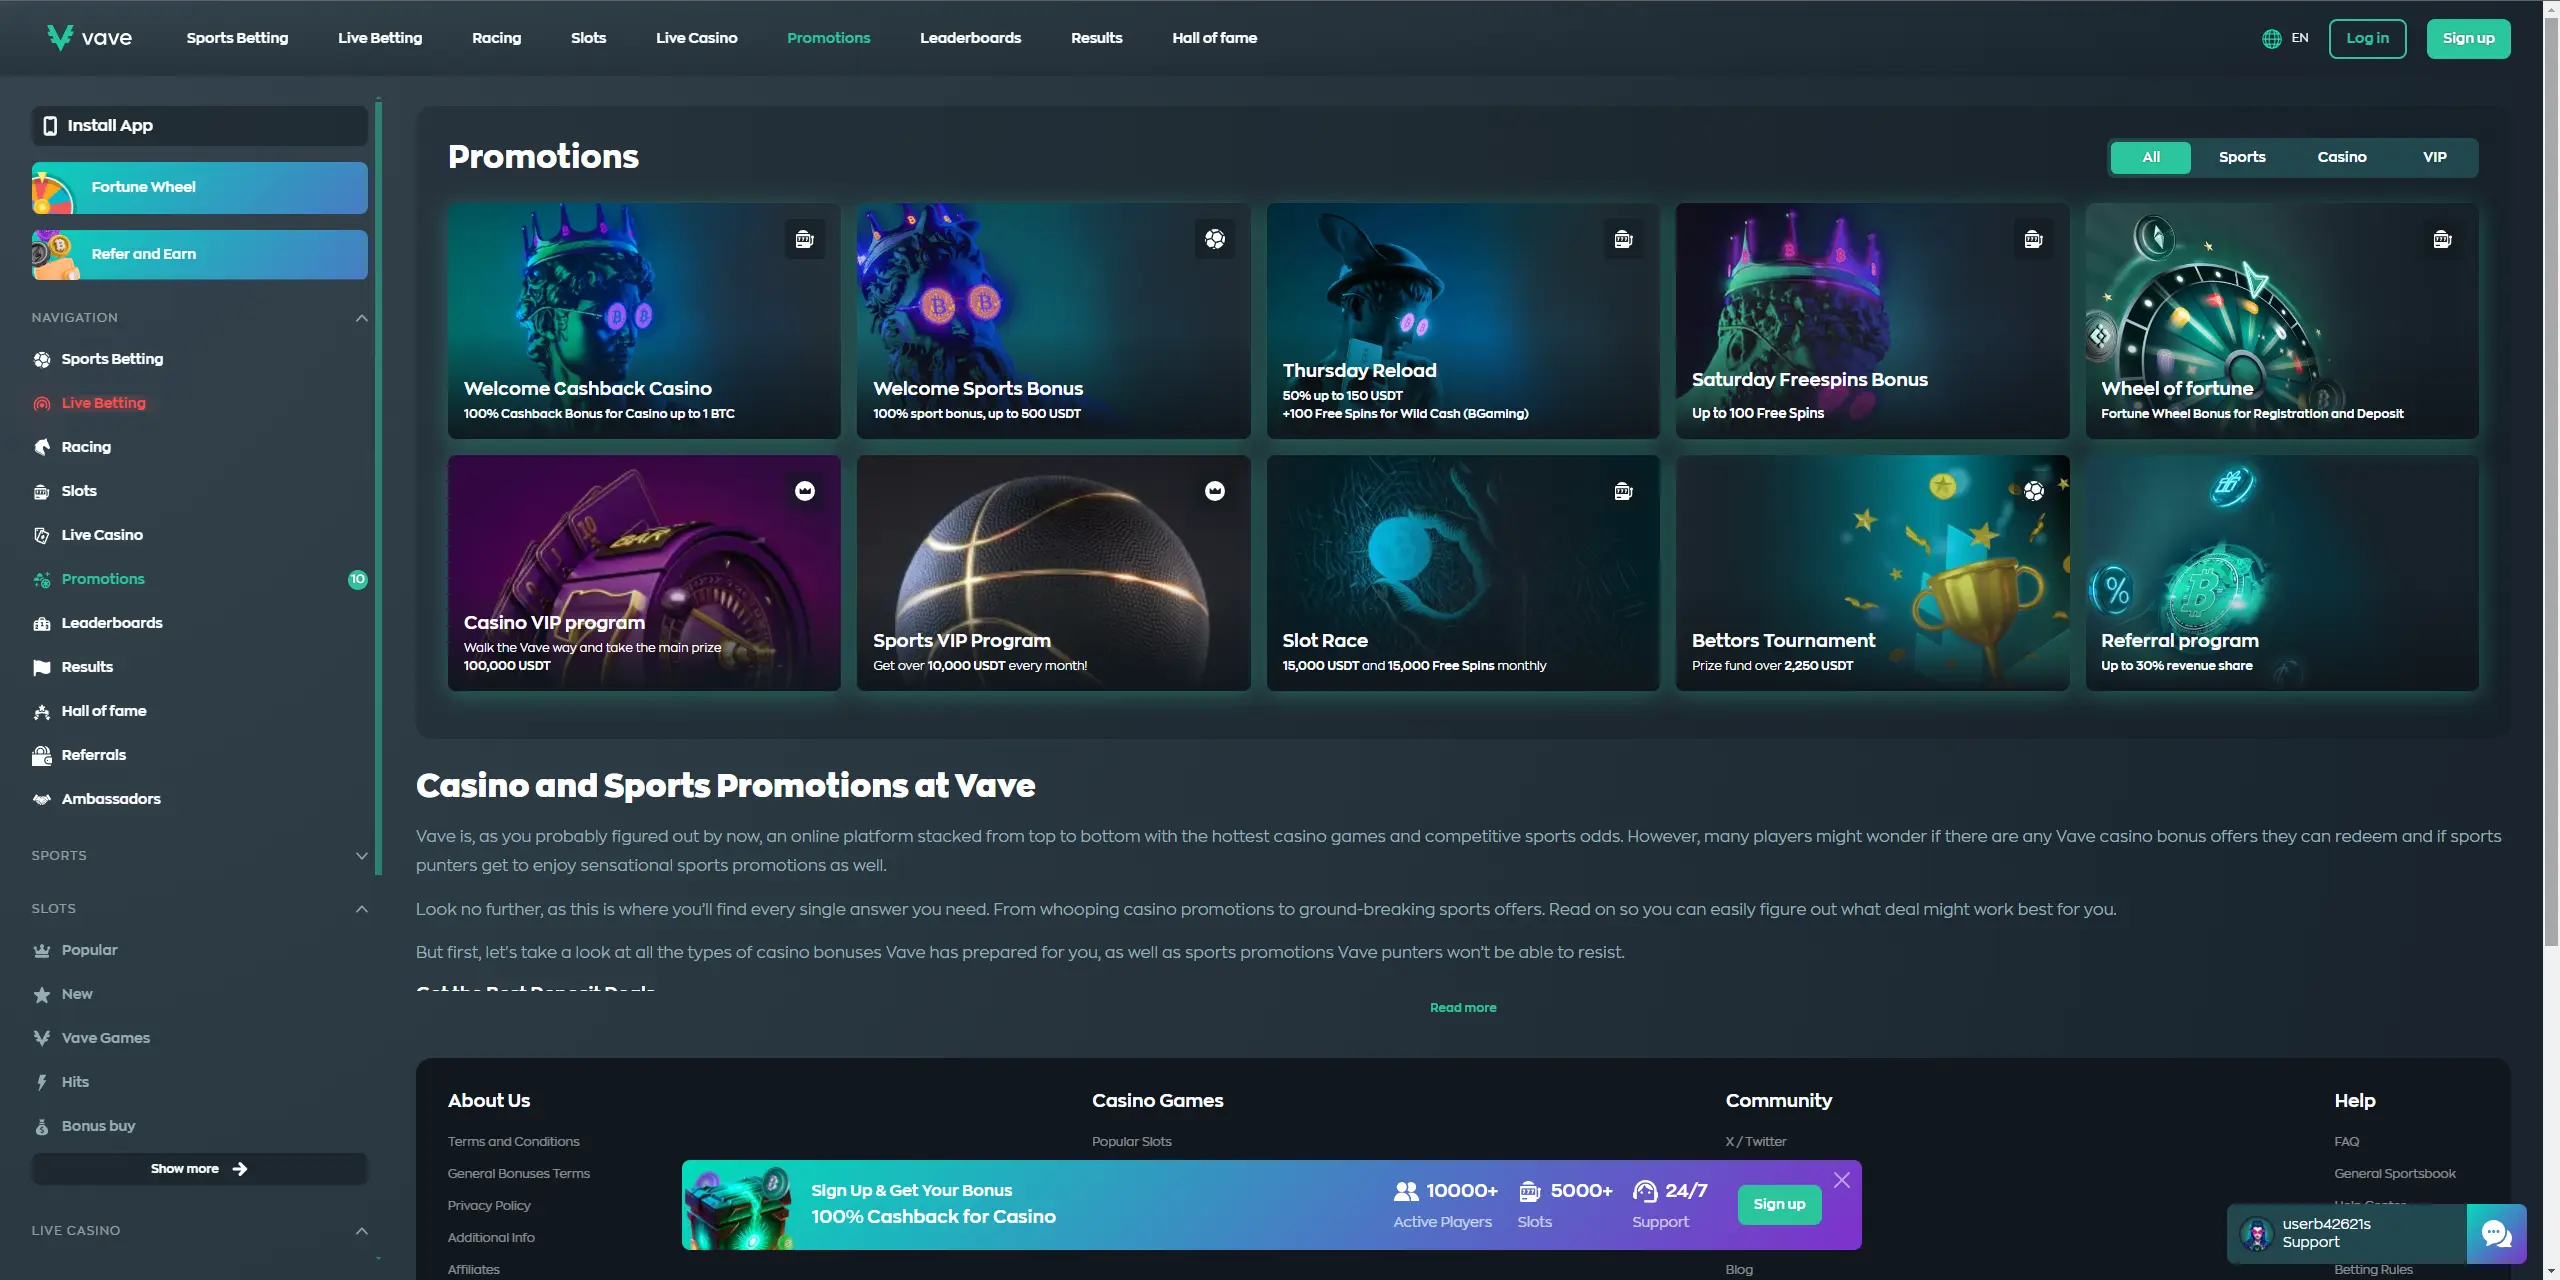 vave
Sports Betting
Live Betting
Racing
Slots
Live Casino
Promotions
Leaderboards
Results
Hall of fame
EN
Log in
Sign up
Install App
Fortune Wheel
Refer and Earn
NAVIGATION
Sports Betting
Live Betting
Racing
Slots
Live Casino
Promotions
10
Leaderboards
Results
Hall of fame
Referrals
Ambassadors
SPORTS
SLOTS
Popular
New
Vave Games
Hits
Bonus buy
Show more
LIVE CASINO
Promotions
All
Sports
Casino
VIP
Welcome Cashback Casino
100% Cashback Bonus for Casino up to 1 BTC
Welcome Sports Bonus
100% sport bonus, up to 500 USDT
Thursday Reload
50% up to 150 USDT
+100 Free Spins for Wild Cash (BGaming)
Saturday Freespins Bonus
Up to 100 Free Spins
Wheel of fortune
Fortune Wheel Bonus for Registration and Deposit
BAR
Casino VIP program
Walk the Vave way and take the main prize
100,000 USDT
Sports VIP Program
Get over 10,000 USDT every month!
Slot Race
15,000 USDT and 15,000 Free Spins monthly
Bettors Tournament
Prize fund over 2,250 USDT
%
Referral program
Up to 30% revenue share
Casino and Sports Promotions at Vave
Vave is, as you probably figured out by now, an online platform stacked from top to bottom with the hottest casino games and competitive sports odds. However, many players might wonder if there are any Vave casino bonus offers they can redeem and if sports
punters get to enjoy sensational sports promotions as well.
Look no further, as this is where you'll find every single answer you need. From whooping casino promotions to ground-breaking sports offers. Read on so you can easily figure out what deal might work best for you.
But first, let's take a look at all the types of casino bonuses Vave has prepared for you, as well as sports promotions Vave punters won't be able to resist.
Get the Best Deposit Deals
Read more
About Us
Terms and Conditions
General Bonuses Terms
Privacy Policy
Additional Info
Affiliates
Casino Games
Popular Slots
Community
X / Twitter
Blog
Help
FAQ
General Sportsbook
Help Center
Betting Rules
Sign Up & Get Your Bonus
100% Cashback for Casino
10000+
Active Players
5000+
Slots
24/7
Support
Sign up
userb42621s
Support